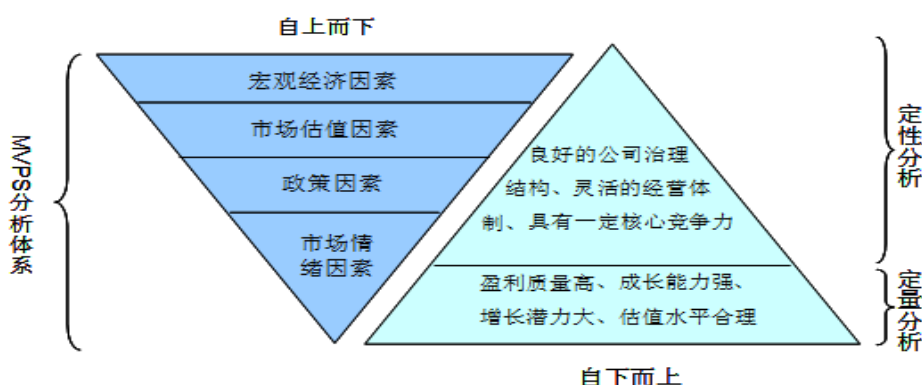 自上而下
MVPS分析体系
宏观经济因素
市场估值因素
政策因素
市场情
绪因素
良好的公司治理
结构、灵活的经营体
制、具有一定核心竞争力
盈利质量高、成长能力强、
增长潜力大、估值水平合理
定性分析
定量分析
自下而上